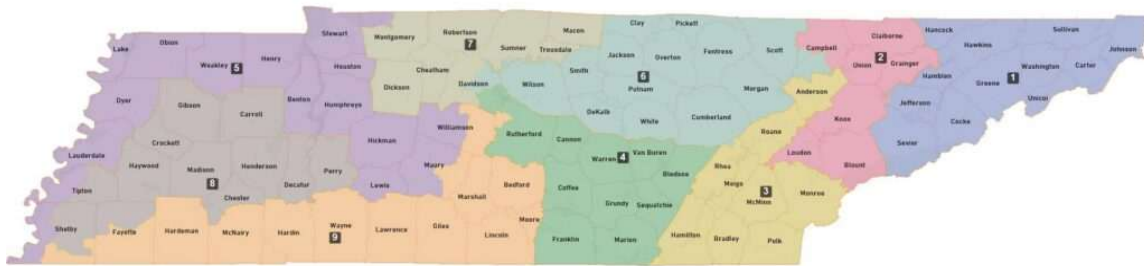 Lake
Obion
Weakley
Henry
Stewart
Montgomery
Robertson
Sumner
Macon
Trousdale
Clay
Pickett
Jackson
Overton
Fentress
Scott
Campbell
Claiborne
Hancock
Hawkins
Sullivan
Johnson
5
7
6
2
1
Houston
Cheatham
Dickson
Davidson
Wilson
Smith
Putnam
Union
Grainger
Hamblen
Greene
Washington
Carter
Unicoi
Dyer
Gibson
Carroll
Benton
Humphreys
DeKalb
White
Cumberland
Morgan
Anderson
Knox
Jefferson
Cocke
Sevier
Crockett
Hickman
Williamson
Rutherford
Cannon
Warren
4
Van Buren
Roane
Loudon
Blount
Lauderdale
Haywood
Madison
8
Henderson
Decatur
Perry
Lewis
Maury
Bledsoe
Rhea
Meigs
3
McMinn
Monroe
Tipton
Chester
Marshall
Bedford
Coffee
Grundy
Sequatchie
Shelby
Fayette
Hardeman
McNairy
Hardin
Wayne
9
Lawrence
Giles
Lincoln
Moore
Franklin
Marion
Hamilton
Bradley
Polk